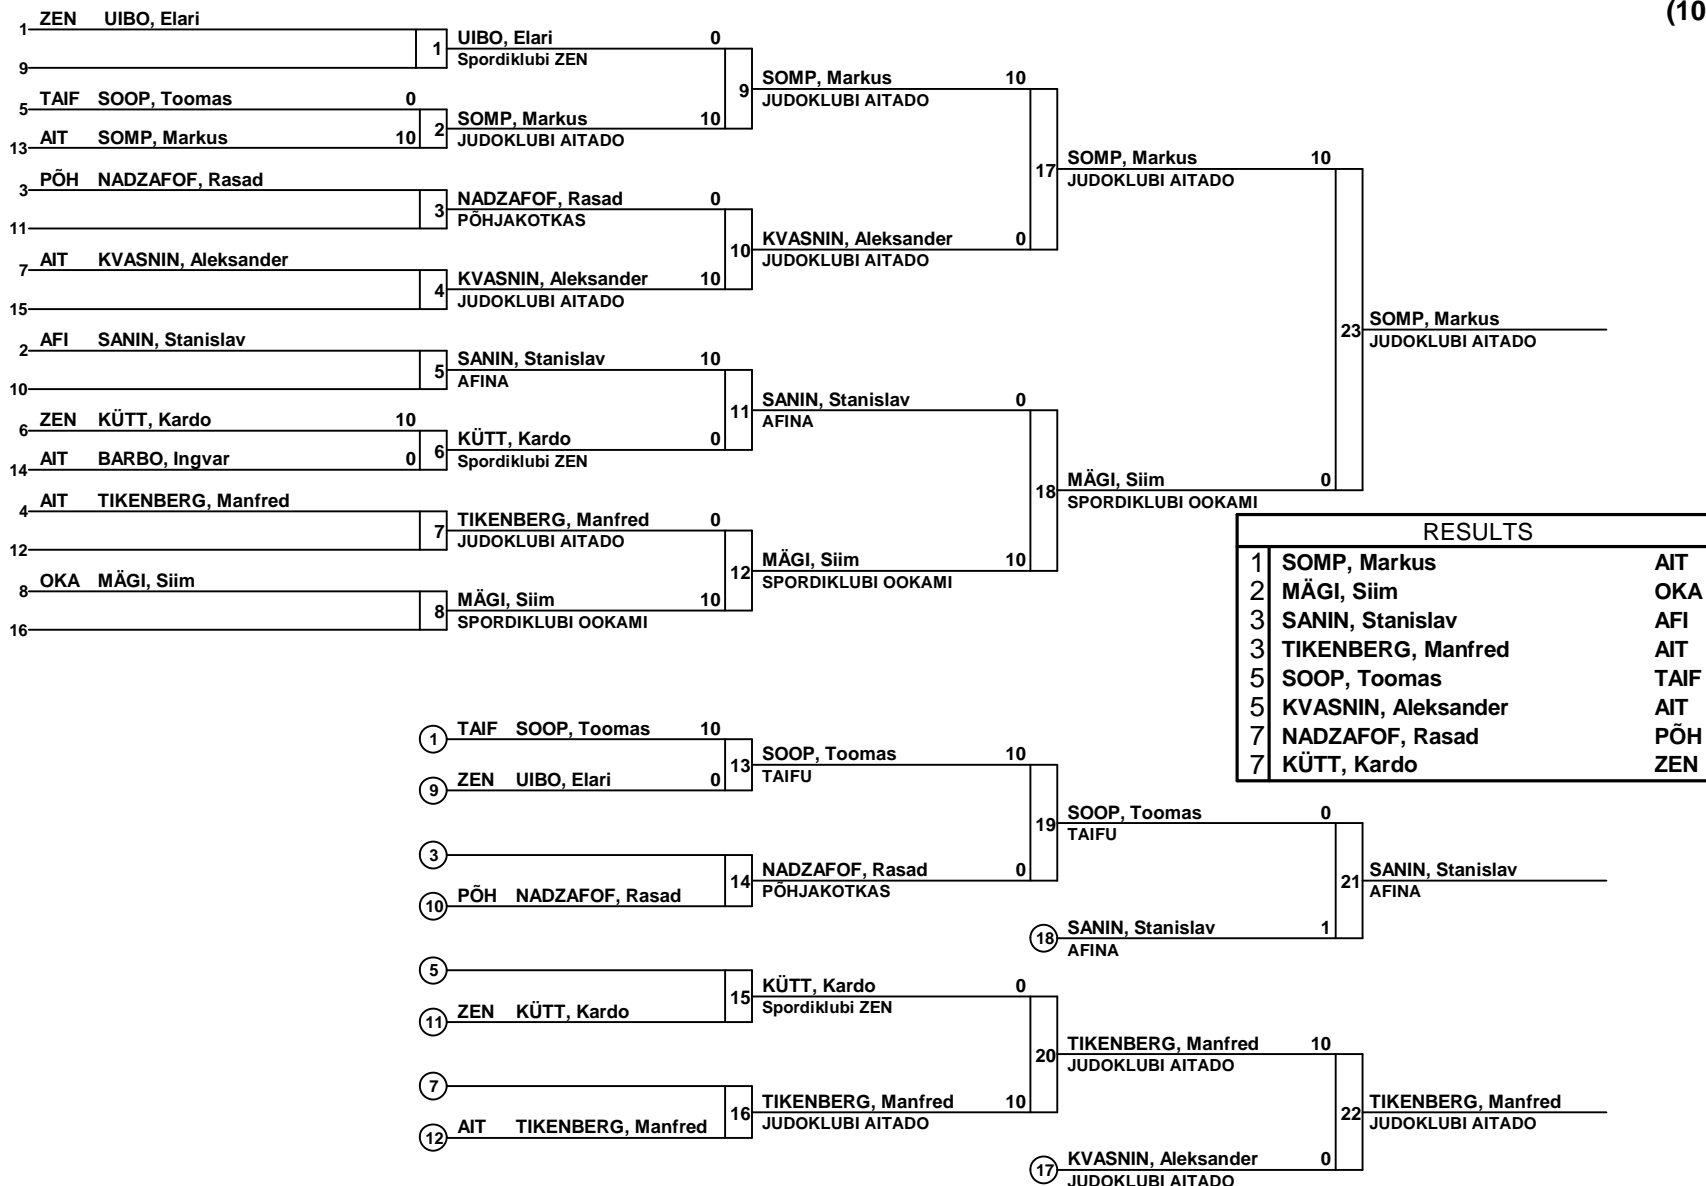 (10
1 ZEN UIBO, Elari
9
1 UIBO, Elari 0
Spordiklubi ZEN
5 TAIF SOOP, Toomas 0
13 AIT SOMP, Markus 10
2 SOMP, Markus 10
JUDOKLUBI AITADO
9 SOMP, Markus 10
JUDOKLUBI AITADO
3 PÕH NADZAFOF, Rasad
11
3 NADZAFOF, Rasad 0
PÕHJAKOTKAS
7 AIT KVASNIN, Aleksander
15
4 KVASNIN, Aleksander 10
JUDOKLUBI AITADO
10 KVASNIN, Aleksander 0
JUDOKLUBI AITADO
17 SOMP, Markus 10
JUDOKLUBI AITADO
2 AFI SANIN, Stanislav
10
5 SANIN, Stanislav 10
AFINA
6 ZEN KÜTT, Kardo 10
14 AIT BARBO, Ingvar 0
6 KÜTT, Kardo 0
Spordiklubi ZEN
11 SANIN, Stanislav 0
AFINA
4 AIT TIKENBERG, Manfred
12
7 TIKENBERG, Manfred 0
JUDOKLUBI AITADO
8 OKA MÄGI, Siim
16
8 MÄGI, Siim 10
SPORDIKLUBI OOKAMI
12 MÄGI, Siim 10
SPORDIKLUBI OOKAMI
18 MÄGI, Siim 0
SPORDIKLUBI OOKAMI
23 SOMP, Markus
JUDOKLUBI AITADO
RESULTS
1 SOMP, Markus AIT
2 MÄGI, Siim OKA
3 SANIN, Stanislav AFI
3 TIKENBERG, Manfred AIT
5 SOOP, Toomas TAIF
5 KVASNIN, Aleksander AIT
7 NADZAFOF, Rasad PÕH
7 KÜTT, Kardo ZEN
1 TAIF SOOP, Toomas 10
9 ZEN UIBO, Elari 0
13 SOOP, Toomas 10
TAIFU
3
10 PÕH NADZAFOF, Rasad
14 NADZAFOF, Rasad 0
PÕHJAKOTKAS
19 SOOP, Toomas 0
TAIFU
18 SANIN, Stanislav 1
AFINA
21 SANIN, Stanislav
AFINA
5
11 ZEN KÜTT, Kardo
15 KÜTT, Kardo 0
Spordiklubi ZEN
7
12 AIT TIKENBERG, Manfred
16 TIKENBERG, Manfred 10
JUDOKLUBI AITADO
20 TIKENBERG, Manfred 10
JUDOKLUBI AITADO
17 KVASNIN, Aleksander 0
JUDOKLUBI AITADO
22 TIKENBERG, Manfred
JUDOKLUBI AITADO